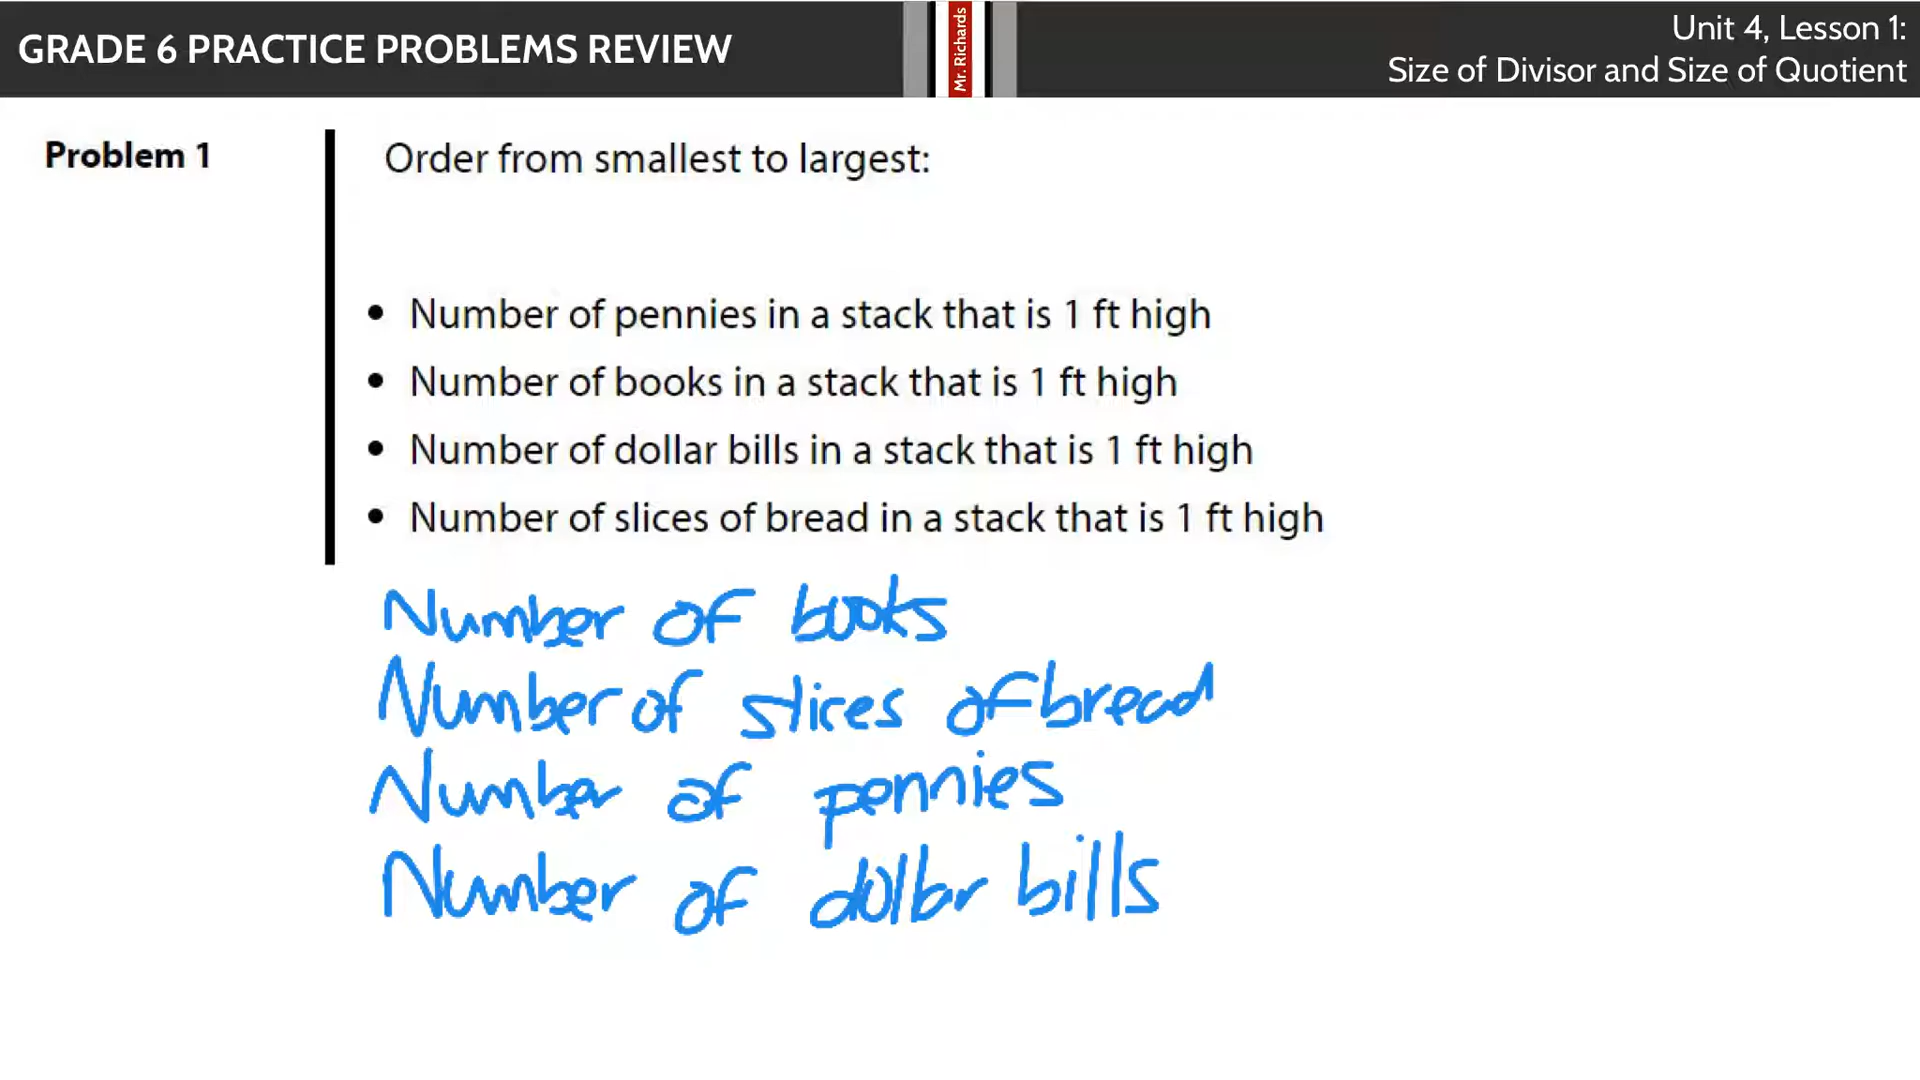 GRADE 6 PRACTICE PROBLEMS REVIEW
Mr. Richards
Unit 4, Lesson 1:
Size of Divisor and Size of Quotient
Problem 1
Order from smallest to largest:
• Number of pennies in a stack that is 1 ft high
• Number of books in a stack that is 1 ft high
• Number of dollar bills in a stack that is 1 ft high
• Number of slices of bread in a stack that is 1 ft high
Number of books
Number of slices of bread
Number of pennies
Number of dollar bills